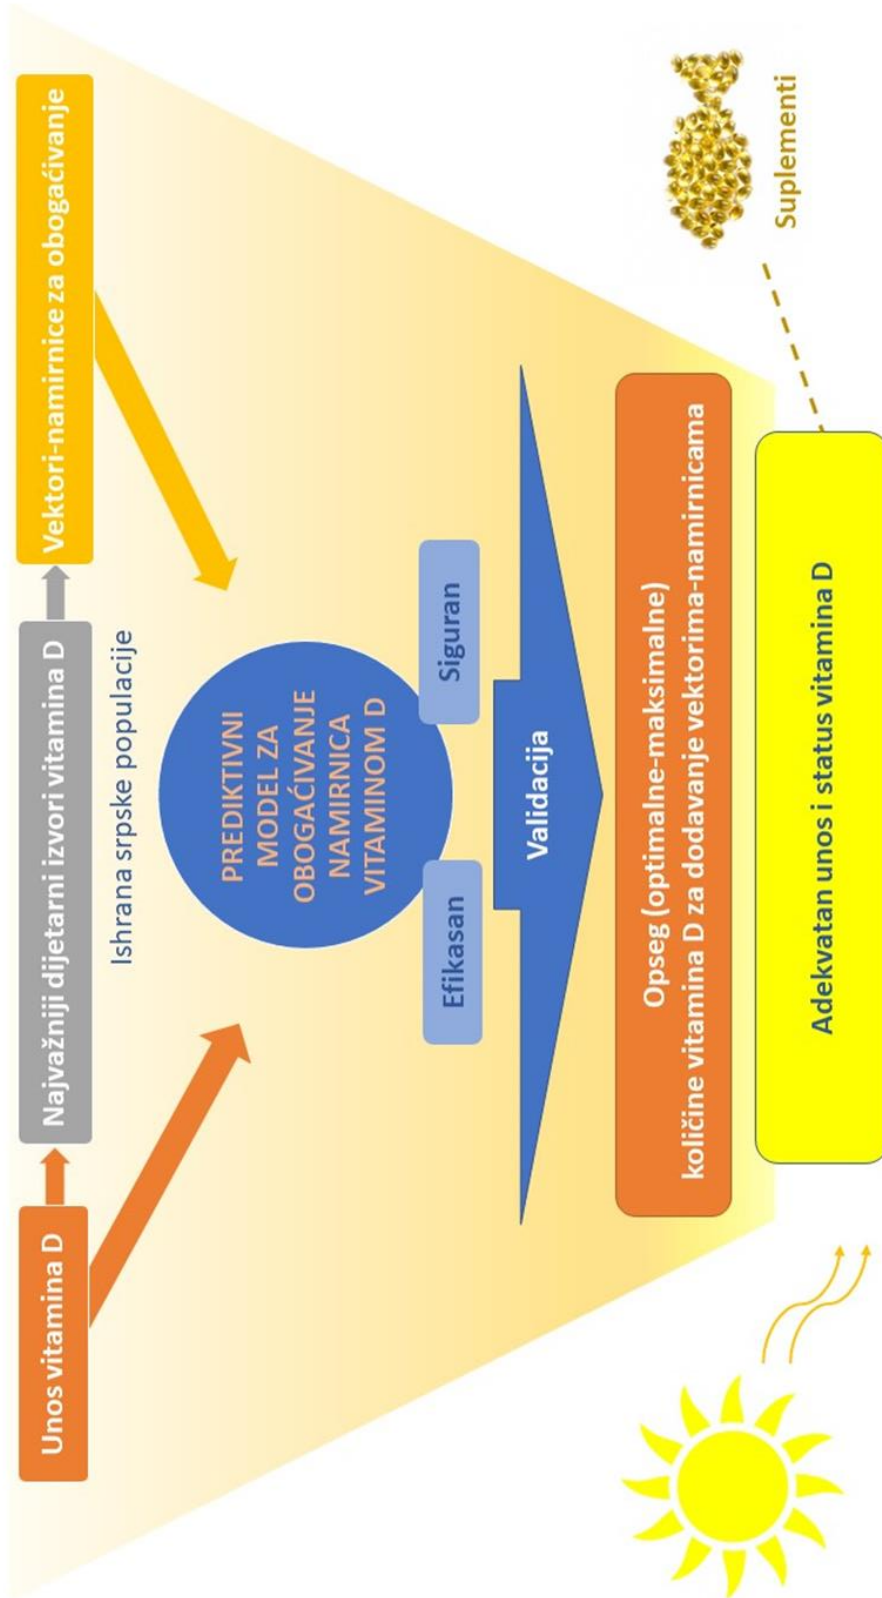 Unos vitamina D
Najvažniji dijetarni izvori vitamina D
Vektori-namirnice za obogaćivanje
Ishrana srpske populacije
PREDIKTIVNI
MODEL ZA
OBOGAĆIVANJE
NAMIRNICA
VITAMINOM D
Efikasan
Siguran
Validacija
Opseg (optimalne-maksimalne)
količine vitamina D za dodavanje vektorima-namirnicama
Suplementi
Adekvatan unos i status vitamina D